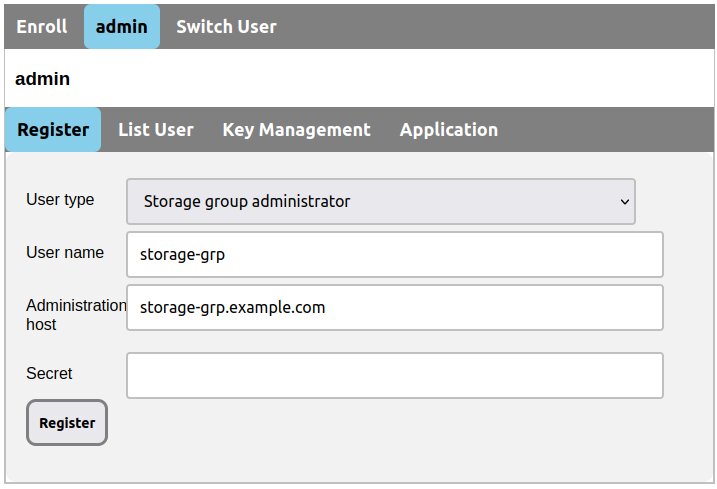 Enroll admin Switch User
admin
Register List User Key Management Application
User type Storage group administrator
User name storage-grp
Administration host storage-grp.example.com
Secret
Register